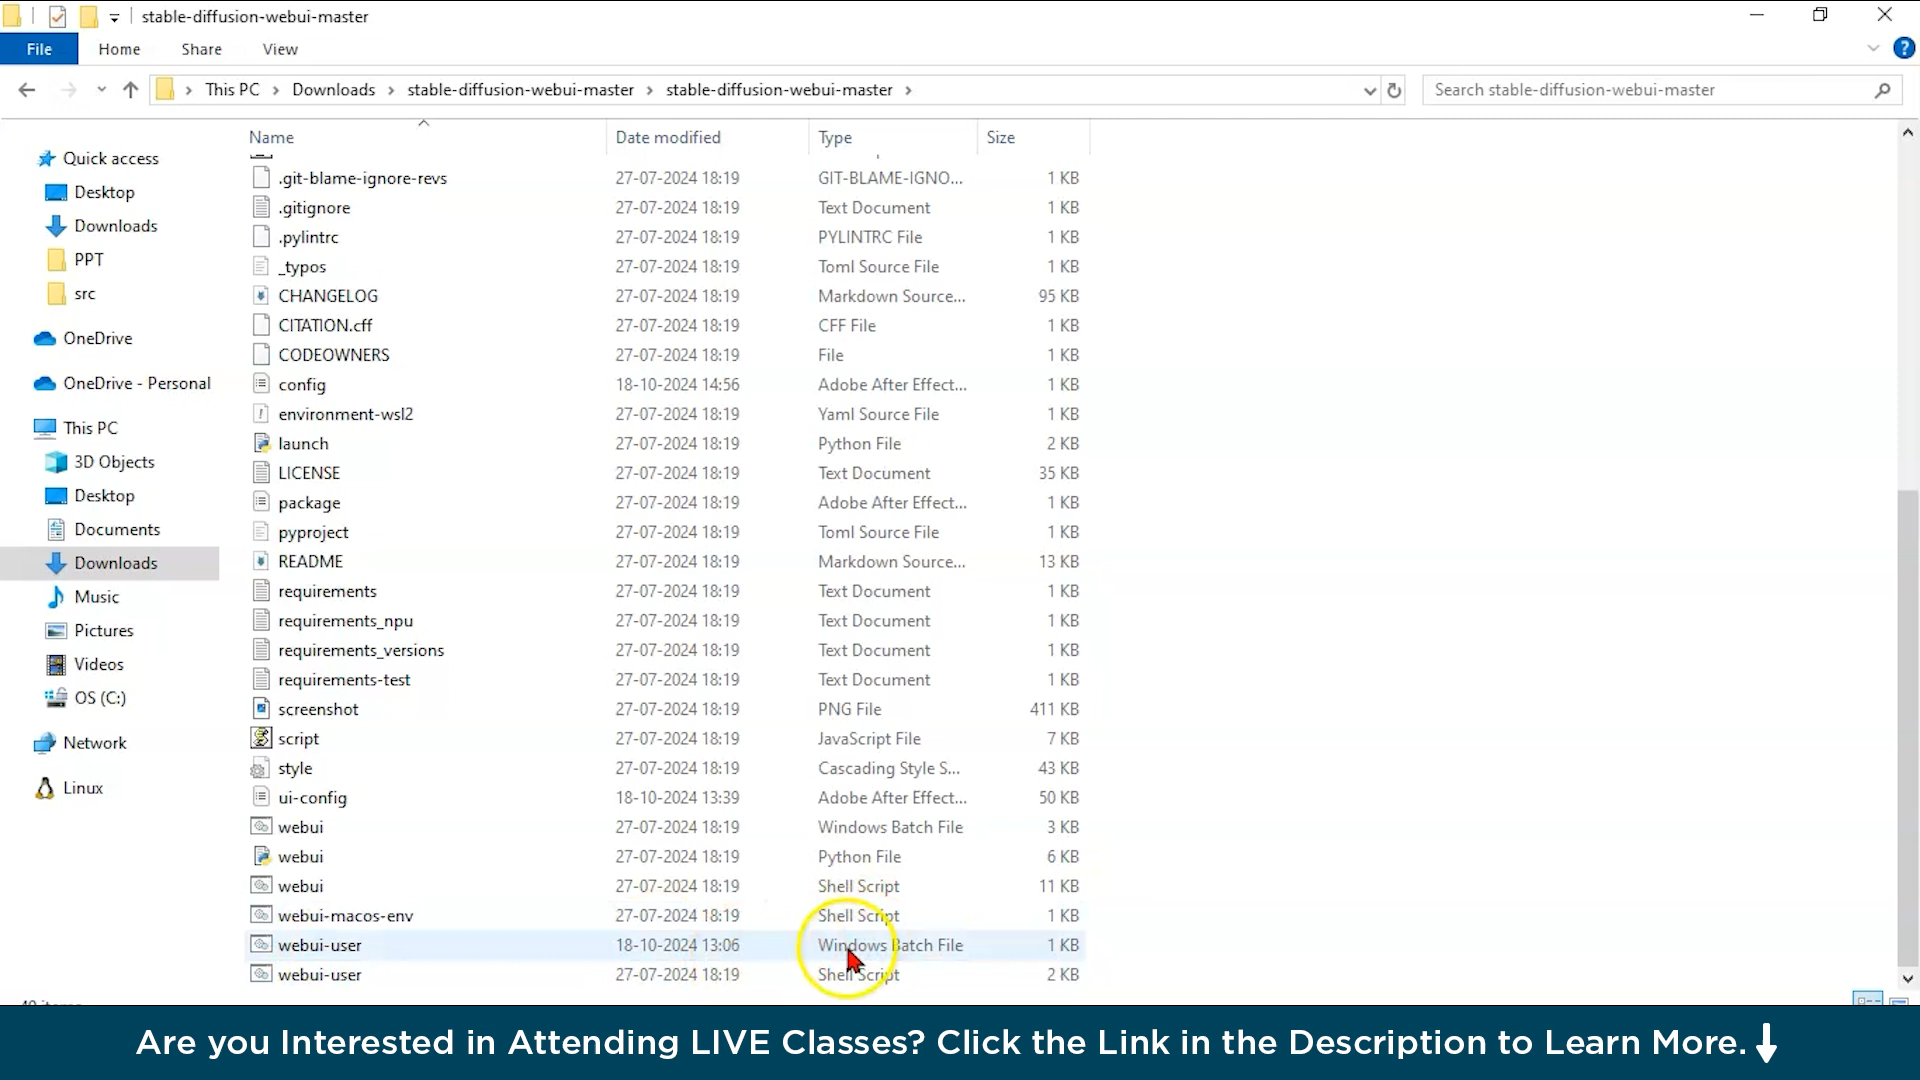 stable-diffusion-webui-master
File Home Share View
This PC > Downloads > stable-diffusion-webui-master > stable-diffusion-webui-master >
Search stable-diffusion-webui-master
Name Date modified Type Size
Quick access
Desktop
Downloads
PPT
src
OneDrive
OneDrive - Personal
This PC
3D Objects
Desktop
Documents
Downloads
Music
Pictures
Videos
OS (C:)
Network
Linux
.git-blame-ignore-revs 27-07-2024 18:19 GIT-BLAME-IGNO... 1 KB
.gitignore 27-07-2024 18:19 Text Document 1 KB
.pylintrc 27-07-2024 18:19 PYLINTRC File 1 KB
_typos 27-07-2024 18:19 Toml Source File 1 KB
CHANGELOG 27-07-2024 18:19 Markdown Source... 95 KB
CITATION.cff 27-07-2024 18:19 CFF File 1 KB
CODEOWNERS 27-07-2024 18:19 File 1 KB
config 18-10-2024 14:56 Adobe After Effect... 1 KB
environment-wsl2 27-07-2024 18:19 Yaml Source File 1 KB
launch 27-07-2024 18:19 Python File 2 KB
LICENSE 27-07-2024 18:19 Text Document 35 KB
package 27-07-2024 18:19 Adobe After Effect... 1 KB
pyproject 27-07-2024 18:19 Toml Source File 1 KB
README 27-07-2024 18:19 Markdown Source... 13 KB
requirements 27-07-2024 18:19 Text Document 1 KB
requirements_npu 27-07-2024 18:19 Text Document 1 KB
requirements_versions 27-07-2024 18:19 Text Document 1 KB
requirements-test 27-07-2024 18:19 Text Document 1 KB
screenshot 27-07-2024 18:19 PNG File 411 KB
script 27-07-2024 18:19 JavaScript File 7 KB
style 27-07-2024 18:19 Cascading Style S... 43 KB
ui-config 18-10-2024 13:39 Adobe After Effect... 50 KB
webui 27-07-2024 18:19 Windows Batch File 3 KB
webui 27-07-2024 18:19 Python File 6 KB
webui 27-07-2024 18:19 Shell Script 11 KB
webui-macos-env 27-07-2024 18:19 Shell Script 1 KB
webui-user 18-10-2024 13:06 Windows Batch File 1 KB
webui-user 27-07-2024 18:19 Shell Script 2 KB
Are you Interested in Attending LIVE Classes? Click the Link in the Description to Learn More.